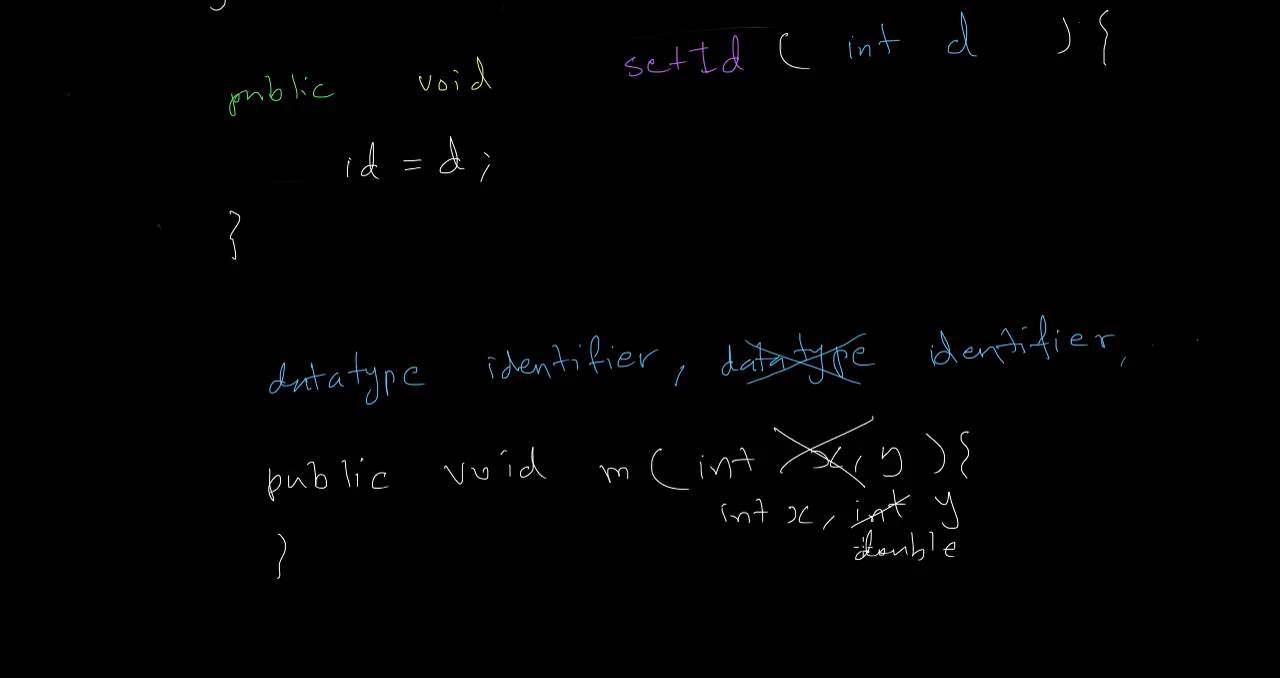 public void setId ( int d ) {
id = d ;
}
datatype identifier, datatype identifier, . . .
public void m ( int x, y ) {
int x, int y
double
}